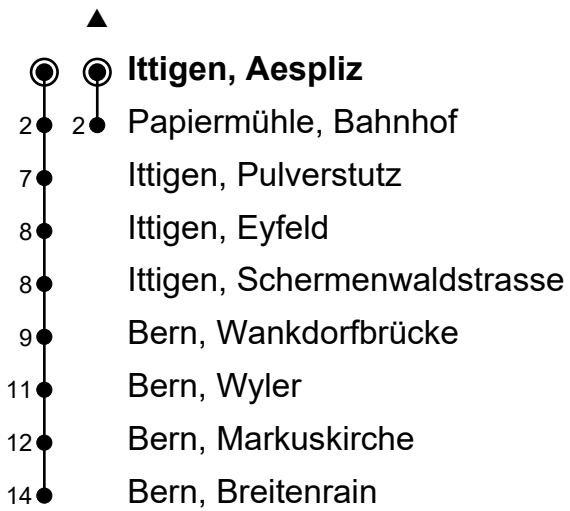 ▲
Ittigen, Aespliz
2 2 Papiermühle, Bahnhof
7 Ittigen, Pulverstutz
8 Ittigen, Eyfeld
8 Ittigen, Schermenwaldstrasse
9 Bern, Wankdorfbrücke
11 Bern, Wyler
12 Bern, Markuskirche
14 Bern, Breitenrain